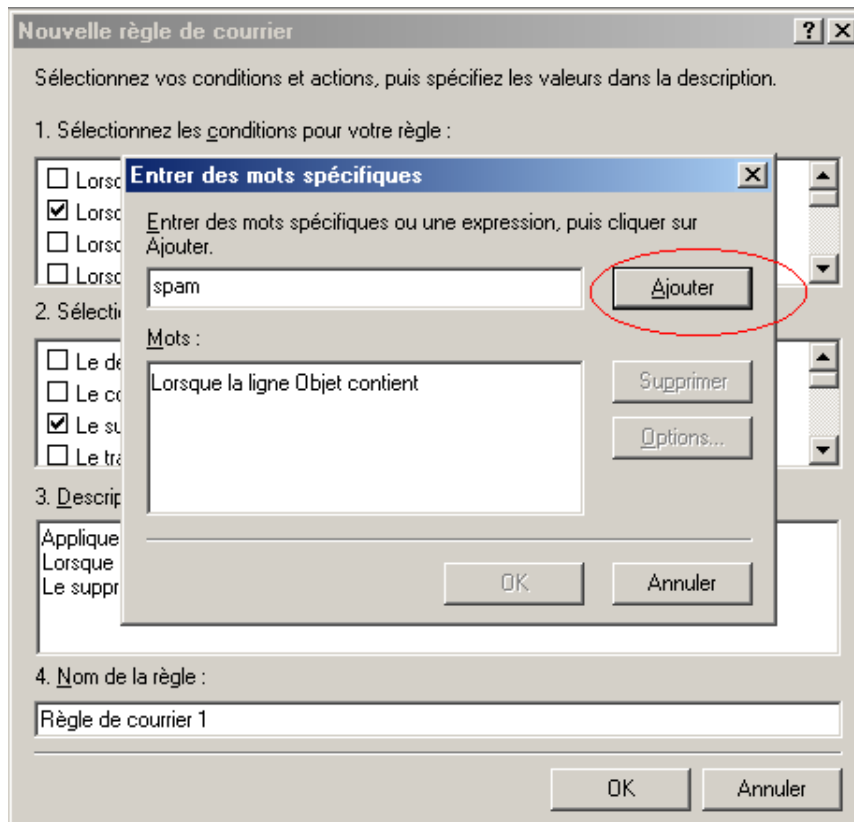 Nouvelle règle de courrier
Sélectionnez vos conditions et actions, puis spécifiez les valeurs dans la description.
1. Sélectionnez les conditions pour votre règle :
Entrer des mots spécifiques
Entrer des mots spécifiques ou une expression, puis cliquer sur
Ajouter.
spam
Ajouter
Mots :
Lorsque la ligne Objet contient
Supprimer
Options...
OK
Annuler
Lorsq
Lorsq
Lorsq
Lorsq
2. Sélecti
Le de
Le co
Le su
Le tra
3. Descrip
Applique
Lorsque
Le suppr
4. Nom de la règle :
Règle de courrier 1
OK
Annuler